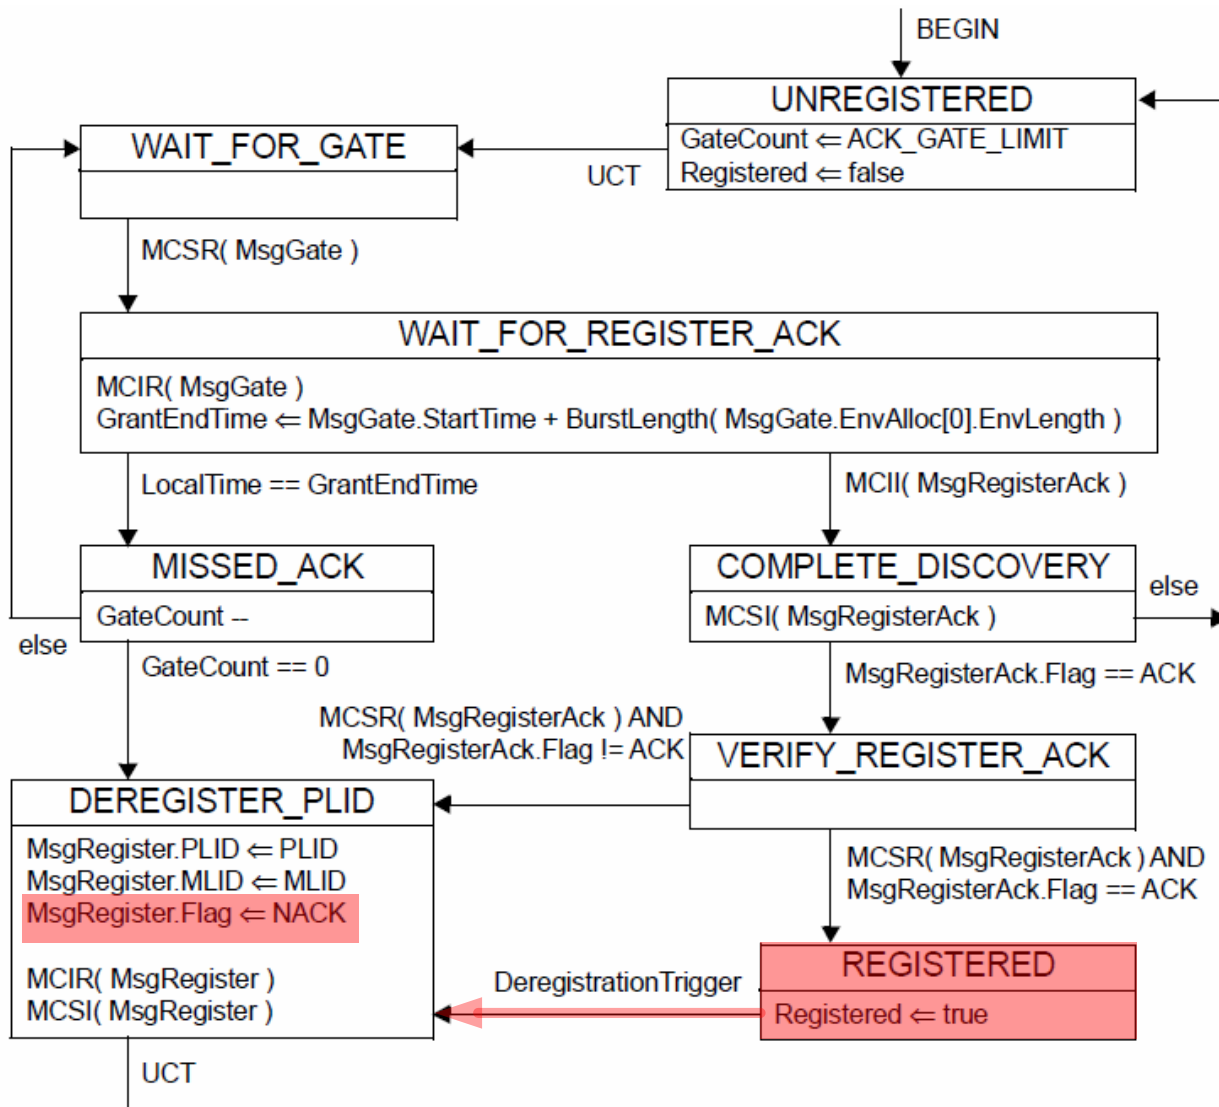 BEGIN
UNREGISTERED
GateCount ⇐ ACK_GATE_LIMIT
Registered ⇐ false
UCT
WAIT_FOR_GATE
MCSR( MsgGate )
WAIT_FOR_REGISTER_ACK
MCIR( MsgGate )
GrantEndTime ⇐ MsgGate.StartTime + BurstLength( MsgGate.EnvAlloc[0].EnvLength )
LocalTime == GrantEndTime
MCII( MsgRegisterAck )
MISSED_ACK
GateCount --
else
GateCount == 0
COMPLETE_DISCOVERY
MCSI( MsgRegisterAck )
else
MsgRegisterAck.Flag == ACK
MCSR( MsgRegisterAck ) AND
MsgRegisterAck.Flag != ACK
VERIFY_REGISTER_ACK
DEREGISTER_PLID
MsgRegister.PLID ⇐ PLID
MsgRegister.MLID ⇐ MLID
MsgRegister.Flag ⇐ NACK
MCIR( MsgRegister )
MCSI( MsgRegister )
MCSR( MsgRegisterAck ) AND
MsgRegisterAck.Flag == ACK
REGISTERED
Registered ⇐ true
DeregistrationTrigger
UCT